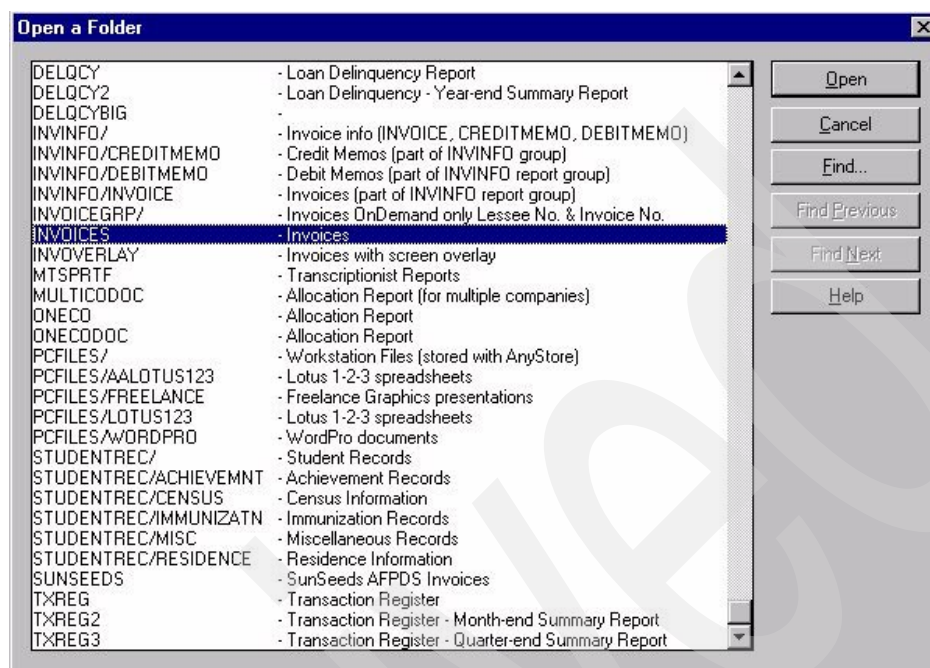 Open a Folder
DELQCY - Loan Delinquency Report
DELQCY2 - Loan Delinquency - Year-end Summary Report
DELQCYBIG -
INVINFO/ - Invoice info (INVOICE, CREDITMEMO, DEBITMEMO)
INVINFO/CREDITMEMO - Credit Memos (part of INVINFO group)
INVINFO/DEBITMEMO - Debit Memos (part of INVINFO report group)
INVINFO/INVOICE - Invoices (part of INVINFO report group)
INVOICEGRP/ - Invoices OnDemand only Lessee No. & Invoice No.
INVOICES - Invoices
INVOVERLAY - Invoices with screen overlay
MTSPRTF - Transcriptionist Reports
MULTICODOC - Allocation Report (for multiple companies)
ONECO - Allocation Report
ONECODOC - Allocation Report
PCFILES/ - Workstation Files (stored with AnyStore)
PCFILES/AALOTUS123 - Lotus 1-2-3 spreadsheets
PCFILES/FREELANCE - Freelance Graphics presentations
PCFILES/LOTUS123 - Lotus 1-2-3 spreadsheets
PCFILES/WORDPRO - WordPro documents
STUDENTREC/ - Student Records
STUDENTREC/ACHIEVEMNT - Achievement Records
STUDENTREC/CENSUS - Census Information
STUDENTREC/IMMUNIZATN - Immunization Records
STUDENTREC/MISC - Miscellaneous Records
STUDENTREC/RESIDENCE - Residence Information
SUNSEEDS - SunSeeds AFPDS Invoices
TXREG - Transaction Register
TXREG2 - Transaction Register - Month-end Summary Report
TXREG3 - Transaction Register - Quarter-end Summary Report
Open
Cancel
Find...
Find Previous
Find Next
Help